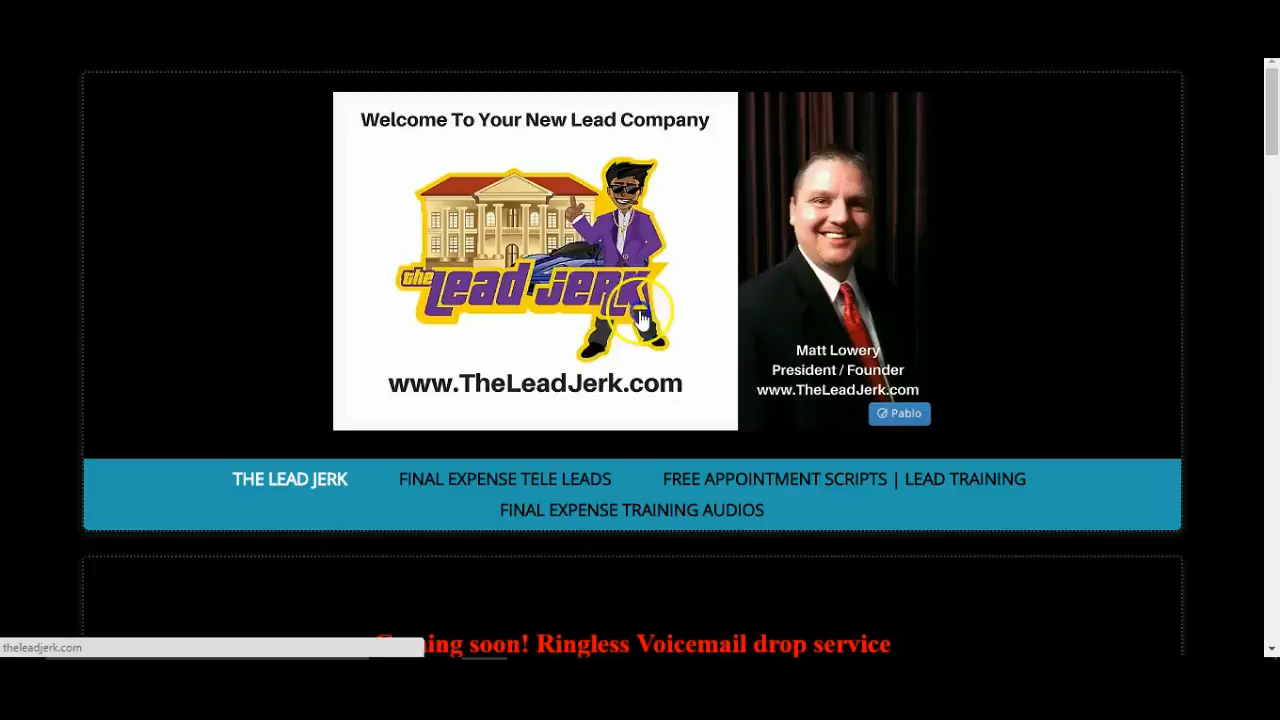 Welcome To Your New Lead Company
the Lead Jerk
www.TheLeadJerk.com
Matt Lowery
President / Founder
www.TheLeadJerk.com
Pablo
THE LEAD JERK FINAL EXPENSE TELE LEADS FREE APPOINTMENT SCRIPTS | LEAD TRAINING
FINAL EXPENSE TRAINING AUDIOS
Coming soon! Ringless Voicemail drop service
theleadjerk.com